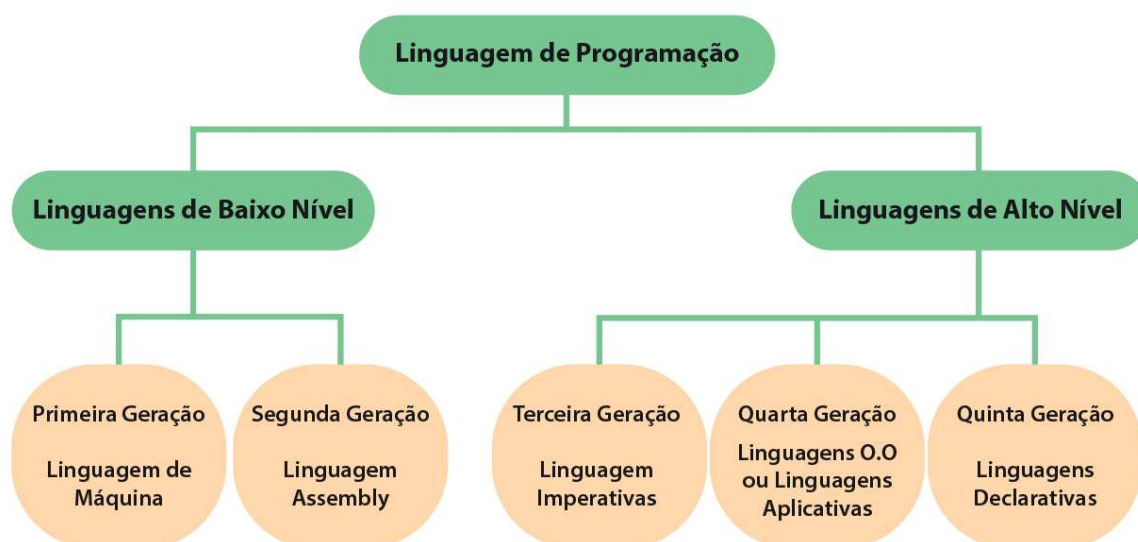 Linguagem de Programação
Linguagens de Baixo Nível
Linguagens de Alto Nível
Primeira Geração
Linguagem de
Máquina
Segunda Geração
Linguagem
Assembly
Terceira Geração
Linguagem
Imperativas
Quarta Geração
Linguagens O.O
ou Linguagens
Aplicativas
Quinta Geração
Linguagens
Declarativas